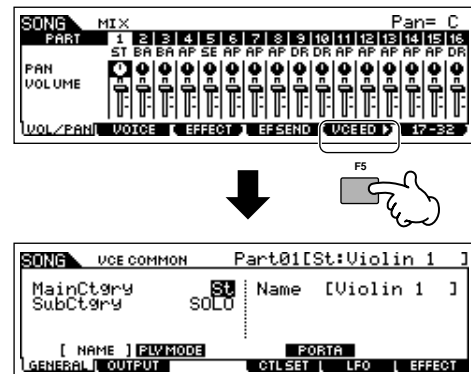 SONG MIX Pan= C
PART 1 2 3 4 5 6 7 8 9 10 11 12 13 14 15 16
ST BA BA AP SE AP AP AP DR DR AP AP AP AP AP DR
PAN
VOLUME
VOL/PAN VOICE EFFECT EF SEND VCE ED 17-32
F5
SONG VCE COMMON Part01[St:Violin 1 ]
MainCtgry St Name [Violin 1 ]
SubCtgry SOLO
[ NAME ] PLY MODE PORTA
GENERAL OUTPUT CTL SET LFO EFFECT